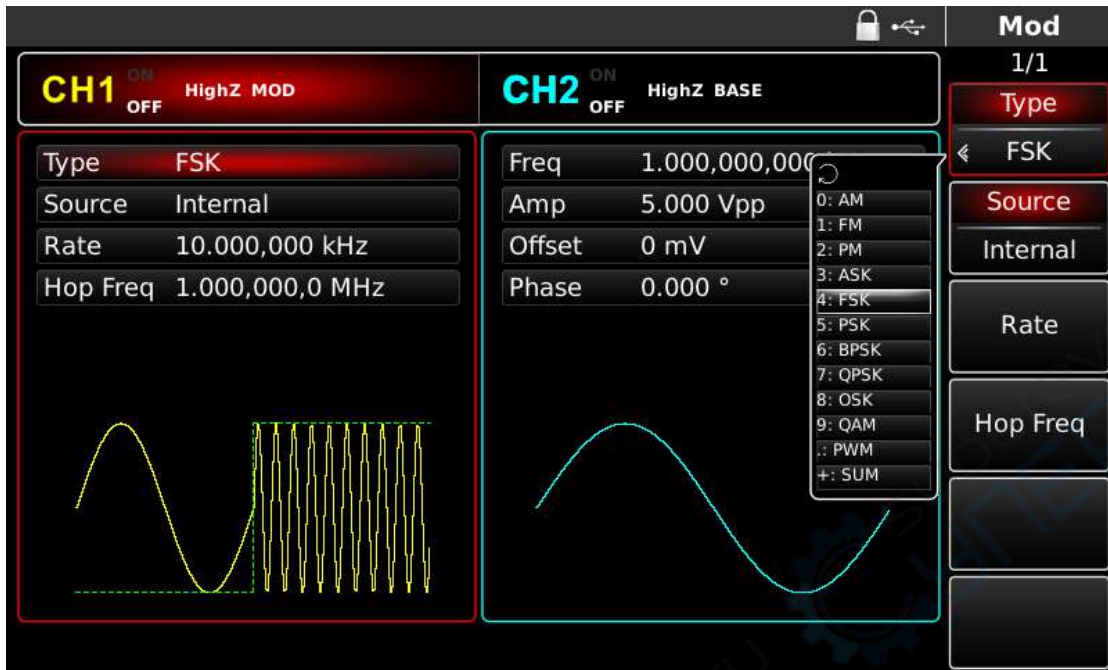 Mod
1/1
CH1 ON OFF HighZ MOD
CH2 ON OFF HighZ BASE
Type FSK
Source Internal
Rate 10.000,000 kHz
Hop Freq 1.000,000,0 MHz
Freq 1.000,000,000
Amp 5.000 Vpp
Offset 0 mV
Phase 0.000 °
0: AM
1: FM
2: PM
3: ASK
4: FSK
5: PSK
6: BPSK
7: QPSK
8: OSK
9: QAM
.: PWM
+: SUM
Type
FSK
Source
Internal
Rate
Hop Freq